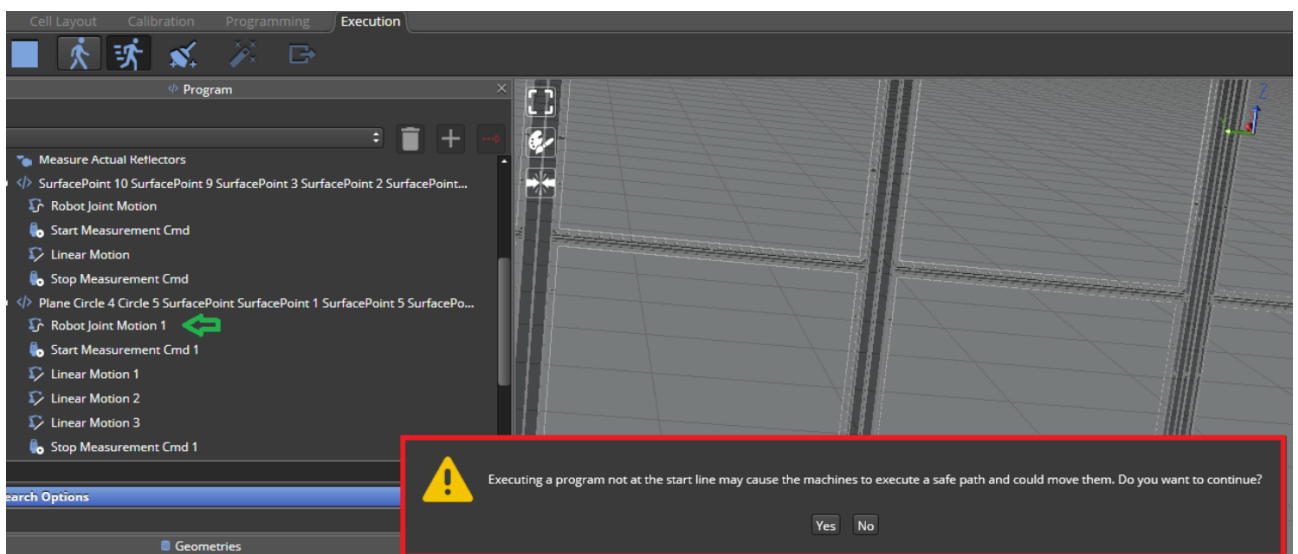 Cell Layout Calibration Programming Execution
Program
Measure Actual Reflectors
SurfacePoint 10 SurfacePoint 9 SurfacePoint 3 SurfacePoint 2 SurfacePoint...
Robot Joint Motion
Start Measurement Cmd
Linear Motion
Stop Measurement Cmd
Plane Circle 4 Circle 5 SurfacePoint SurfacePoint 1 SurfacePoint 5 SurfacePo...
Robot Joint Motion 1
Start Measurement Cmd 1
Linear Motion 1
Linear Motion 2
Linear Motion 3
Stop Measurement Cmd 1
earch Options
Geometries
Z
Y
Executing a program not at the start line may cause the machines to execute a safe path and could move them. Do you want to continue?
Yes No